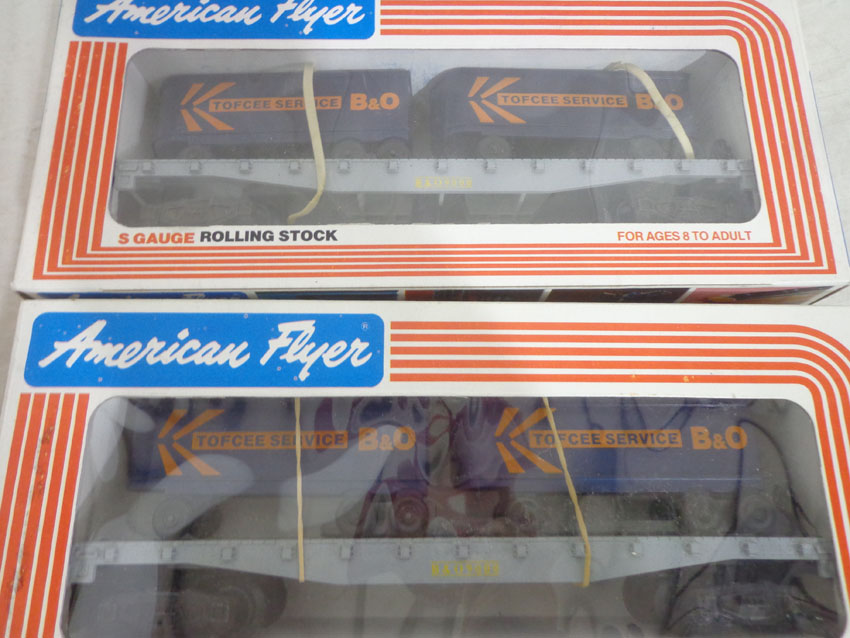 American Flyer
TOFCEE SERVICE B&O TOFCEE SERVICE B&O
S GAUGE ROLLING STOCK FOR AGES 8 TO ADULT
American Flyer ®
TOFCEE SERVICE B&O TOFCEE SERVICE B&O